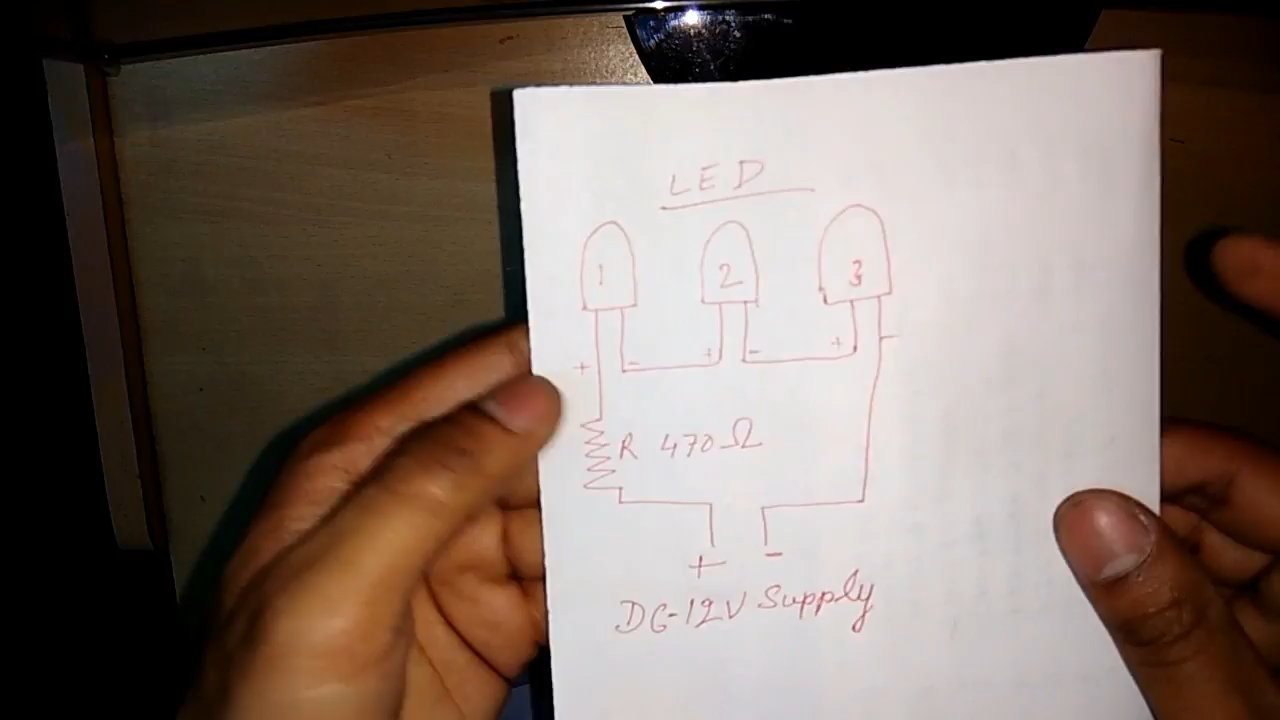 LED
1 2 3
+ - + - + -
R 470Ω
+ -
DC-12V Supply